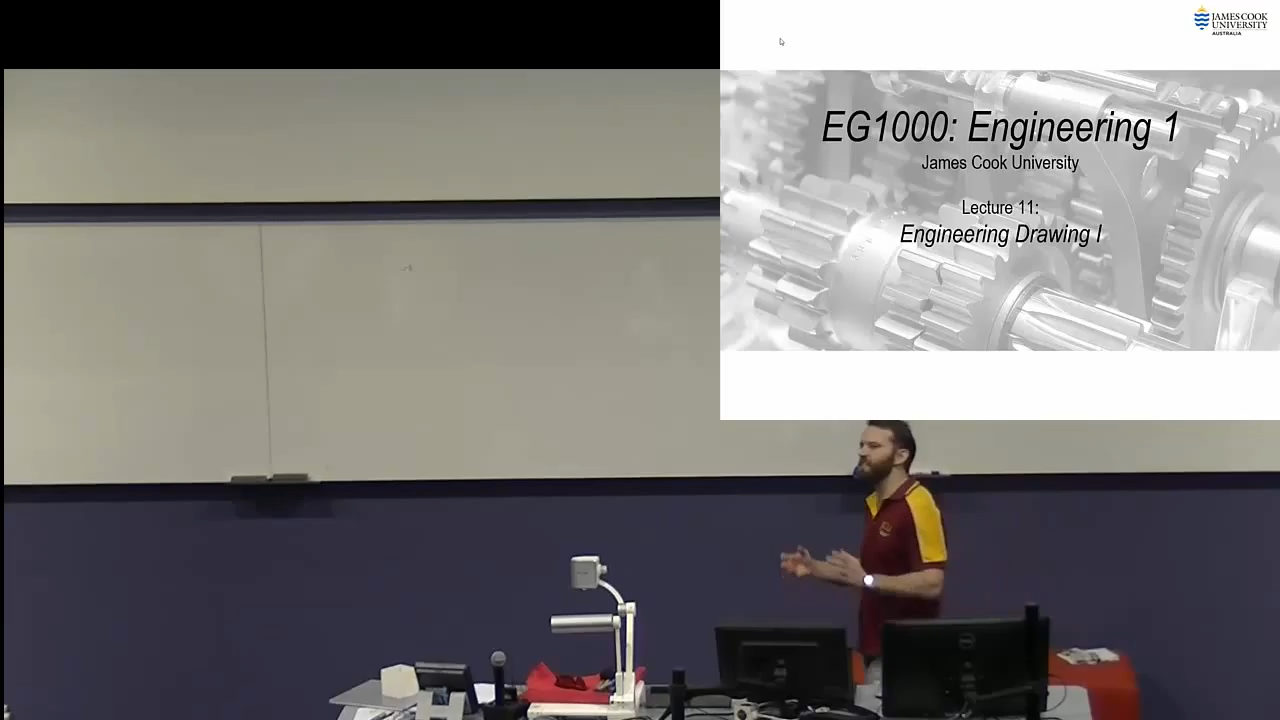 JAMES COOK
UNIVERSITY
AUSTRALIA
EG1000: Engineering 1
James Cook University
Lecture 11:
Engineering Drawing I